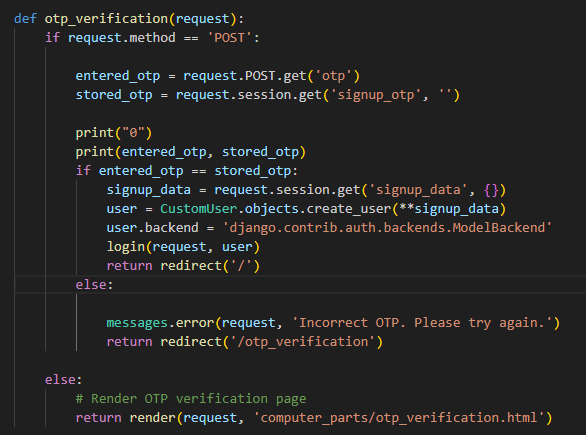 def otp_verification(request):
    if request.method == 'POST':
        entered_otp = request.POST.get('otp')
        stored_otp = request.session.get('signup_otp', '')
        print("0")
        print(entered_otp, stored_otp)
        if entered_otp == stored_otp:
            signup_data = request.session.get('signup_data', {})
            user = CustomUser.objects.create_user(**signup_data)
            user.backend = 'django.contrib.auth.backends.ModelBackend'
            login(request, user)
            return redirect('/')
        else:
            messages.error(request, 'Incorrect OTP. Please try again.')
            return redirect('/otp_verification')
    else:
        # Render OTP verification page
        return render(request, 'computer_parts/otp_verification.html')